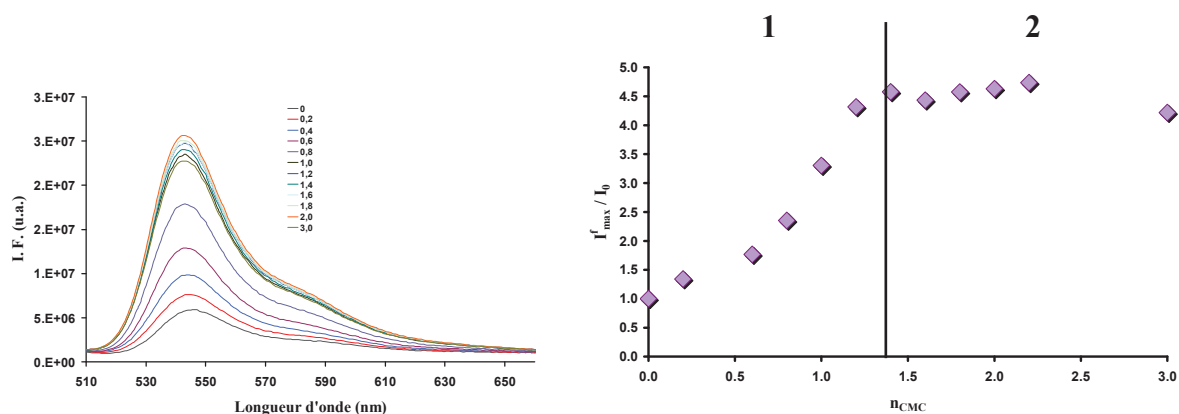 3.E+07
3.E+07
2.E+07
2.E+07
1.E+07
5.E+06
0.E+00
I. F. (u.a.)
0
0,2
0,4
0,6
0,8
1,0
1,2
1,4
1,6
1,8
2,0
3,0
510 530 550 570 590 610 630 650
Longueur d'onde (nm)
1 2
5.0
4.5
4.0
3.5
3.0
2.5
2.0
1.5
1.0
0.5
0.0
I^f_max / I_0
0.0 0.5 1.0 1.5 2.0 2.5 3.0
n_CMC